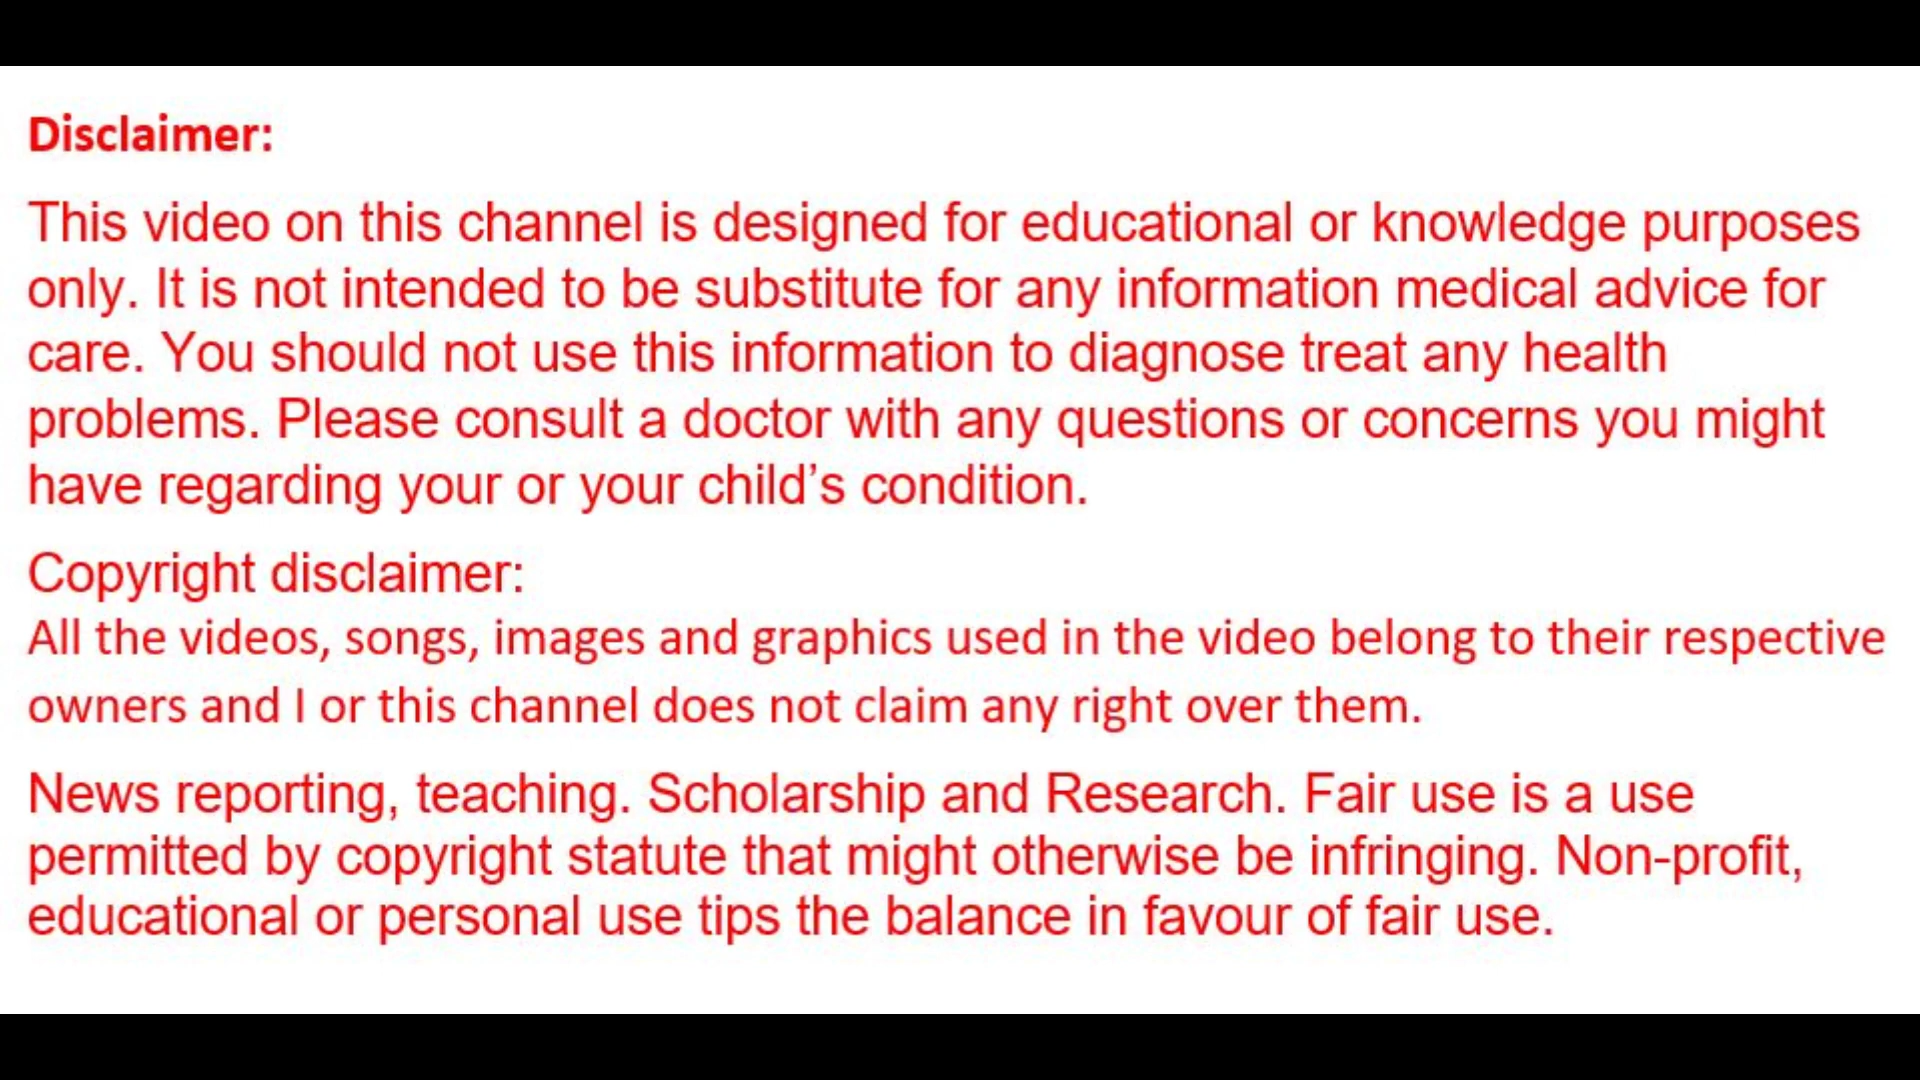 Disclaimer:
This video on this channel is designed for educational or knowledge purposes
only. It is not intended to be substitute for any information medical advice for
care. You should not use this information to diagnose treat any health
problems. Please consult a doctor with any questions or concerns you might
have regarding your or your child’s condition.
Copyright disclaimer:
All the videos, songs, images and graphics used in the video belong to their respective
owners and I or this channel does not claim any right over them.
News reporting, teaching. Scholarship and Research. Fair use is a use
permitted by copyright statute that might otherwise be infringing. Non-profit,
educational or personal use tips the balance in favour of fair use.